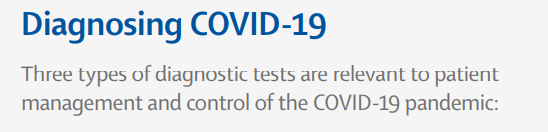 Diagnosing COVID-19
Three types of diagnostic tests are relevant to patient
management and control of the COVID-19 pandemic: